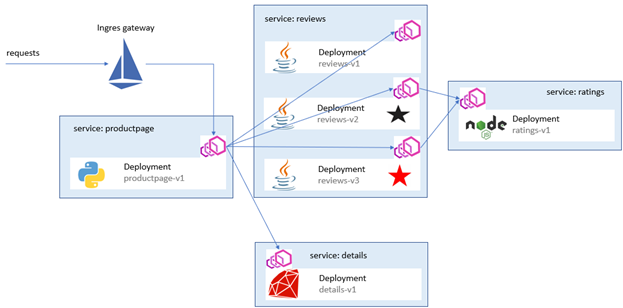 Ingres gateway
requests
service: reviews
Deployment
reviews-v1
Deployment
reviews-v2
Deployment
reviews-v3
service: ratings
Deployment
ratings-v1
node
JS
service: productpage
Deployment
productpage-v1
service: details
Deployment
details-v1